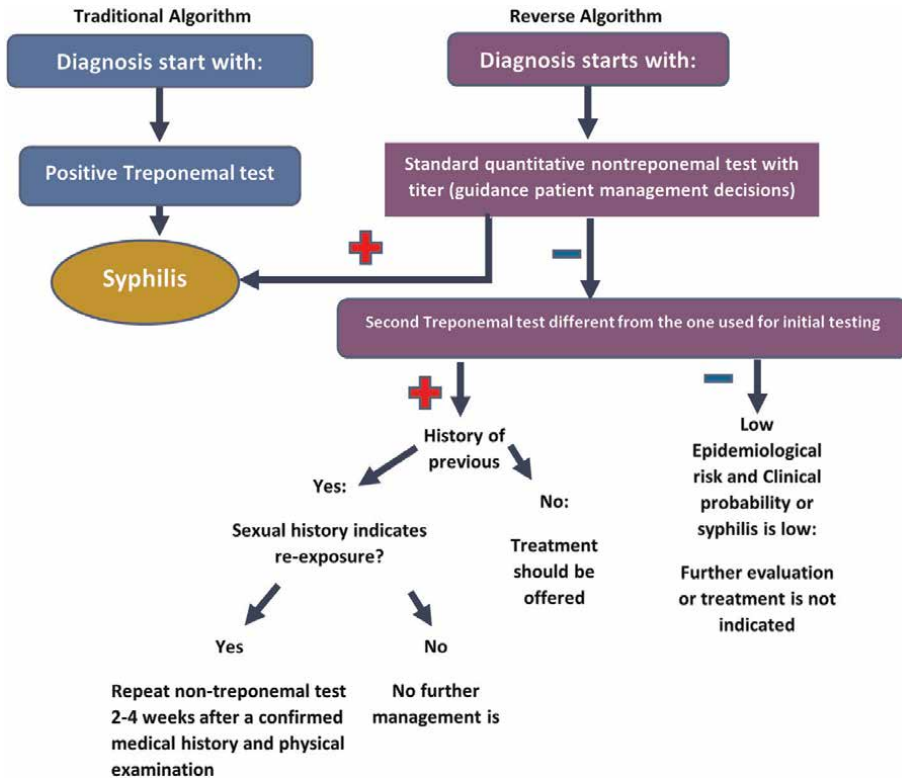 Traditional Algorithm
Reverse Algorithm
Diagnosis start with:
Diagnosis starts with:
Positive Treponemal test
Standard quantitative nontreponemal test with
titer (guidance patient management decisions)
Syphilis
Second Treponemal test different from the one used for initial testing
History of
previous
Low
Epidemiological
risk and Clinical
probability or
syphilis is low:
Further evaluation
or treatment is not
indicated
Yes:
Sexual history indicates
re-exposure?
No:
Treatment
should be
offered
Yes
Repeat non-treponemal test
2-4 weeks after a confirmed
medical history and physical
examination
No
No further
management is